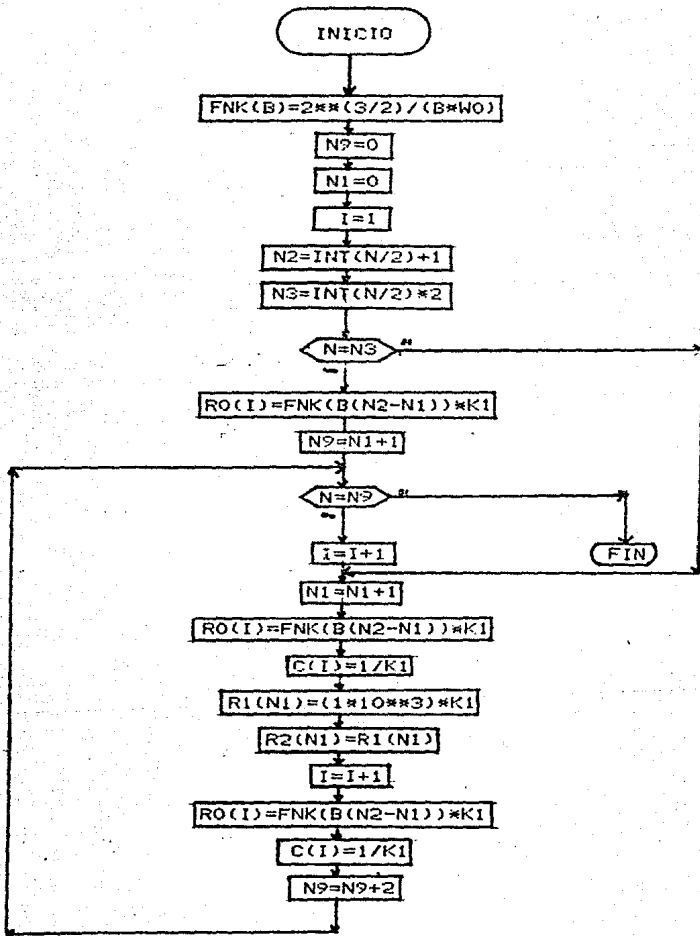 INICIO
FNK(B)=2**(3/2)/(B*W0)
N9=0
N1=0
I=1
N2=INT(N/2)+1
N3=INT(N/2)*2
N=N3
R0(I)=FNK(B(N2-N1))*K1
N9=N1+1
N=N9
I=I+1
FIN
N1=N1+1
R0(I)=FNK(B(N2-N1))*K1
C(I)=1/K1
R1(N1)=(1*10**3)*K1
R2(N1)=R1(N1)
I=I+1
R0(I)=FNK(B(N2-N1))*K1
C(I)=1/K1
N9=N9+2